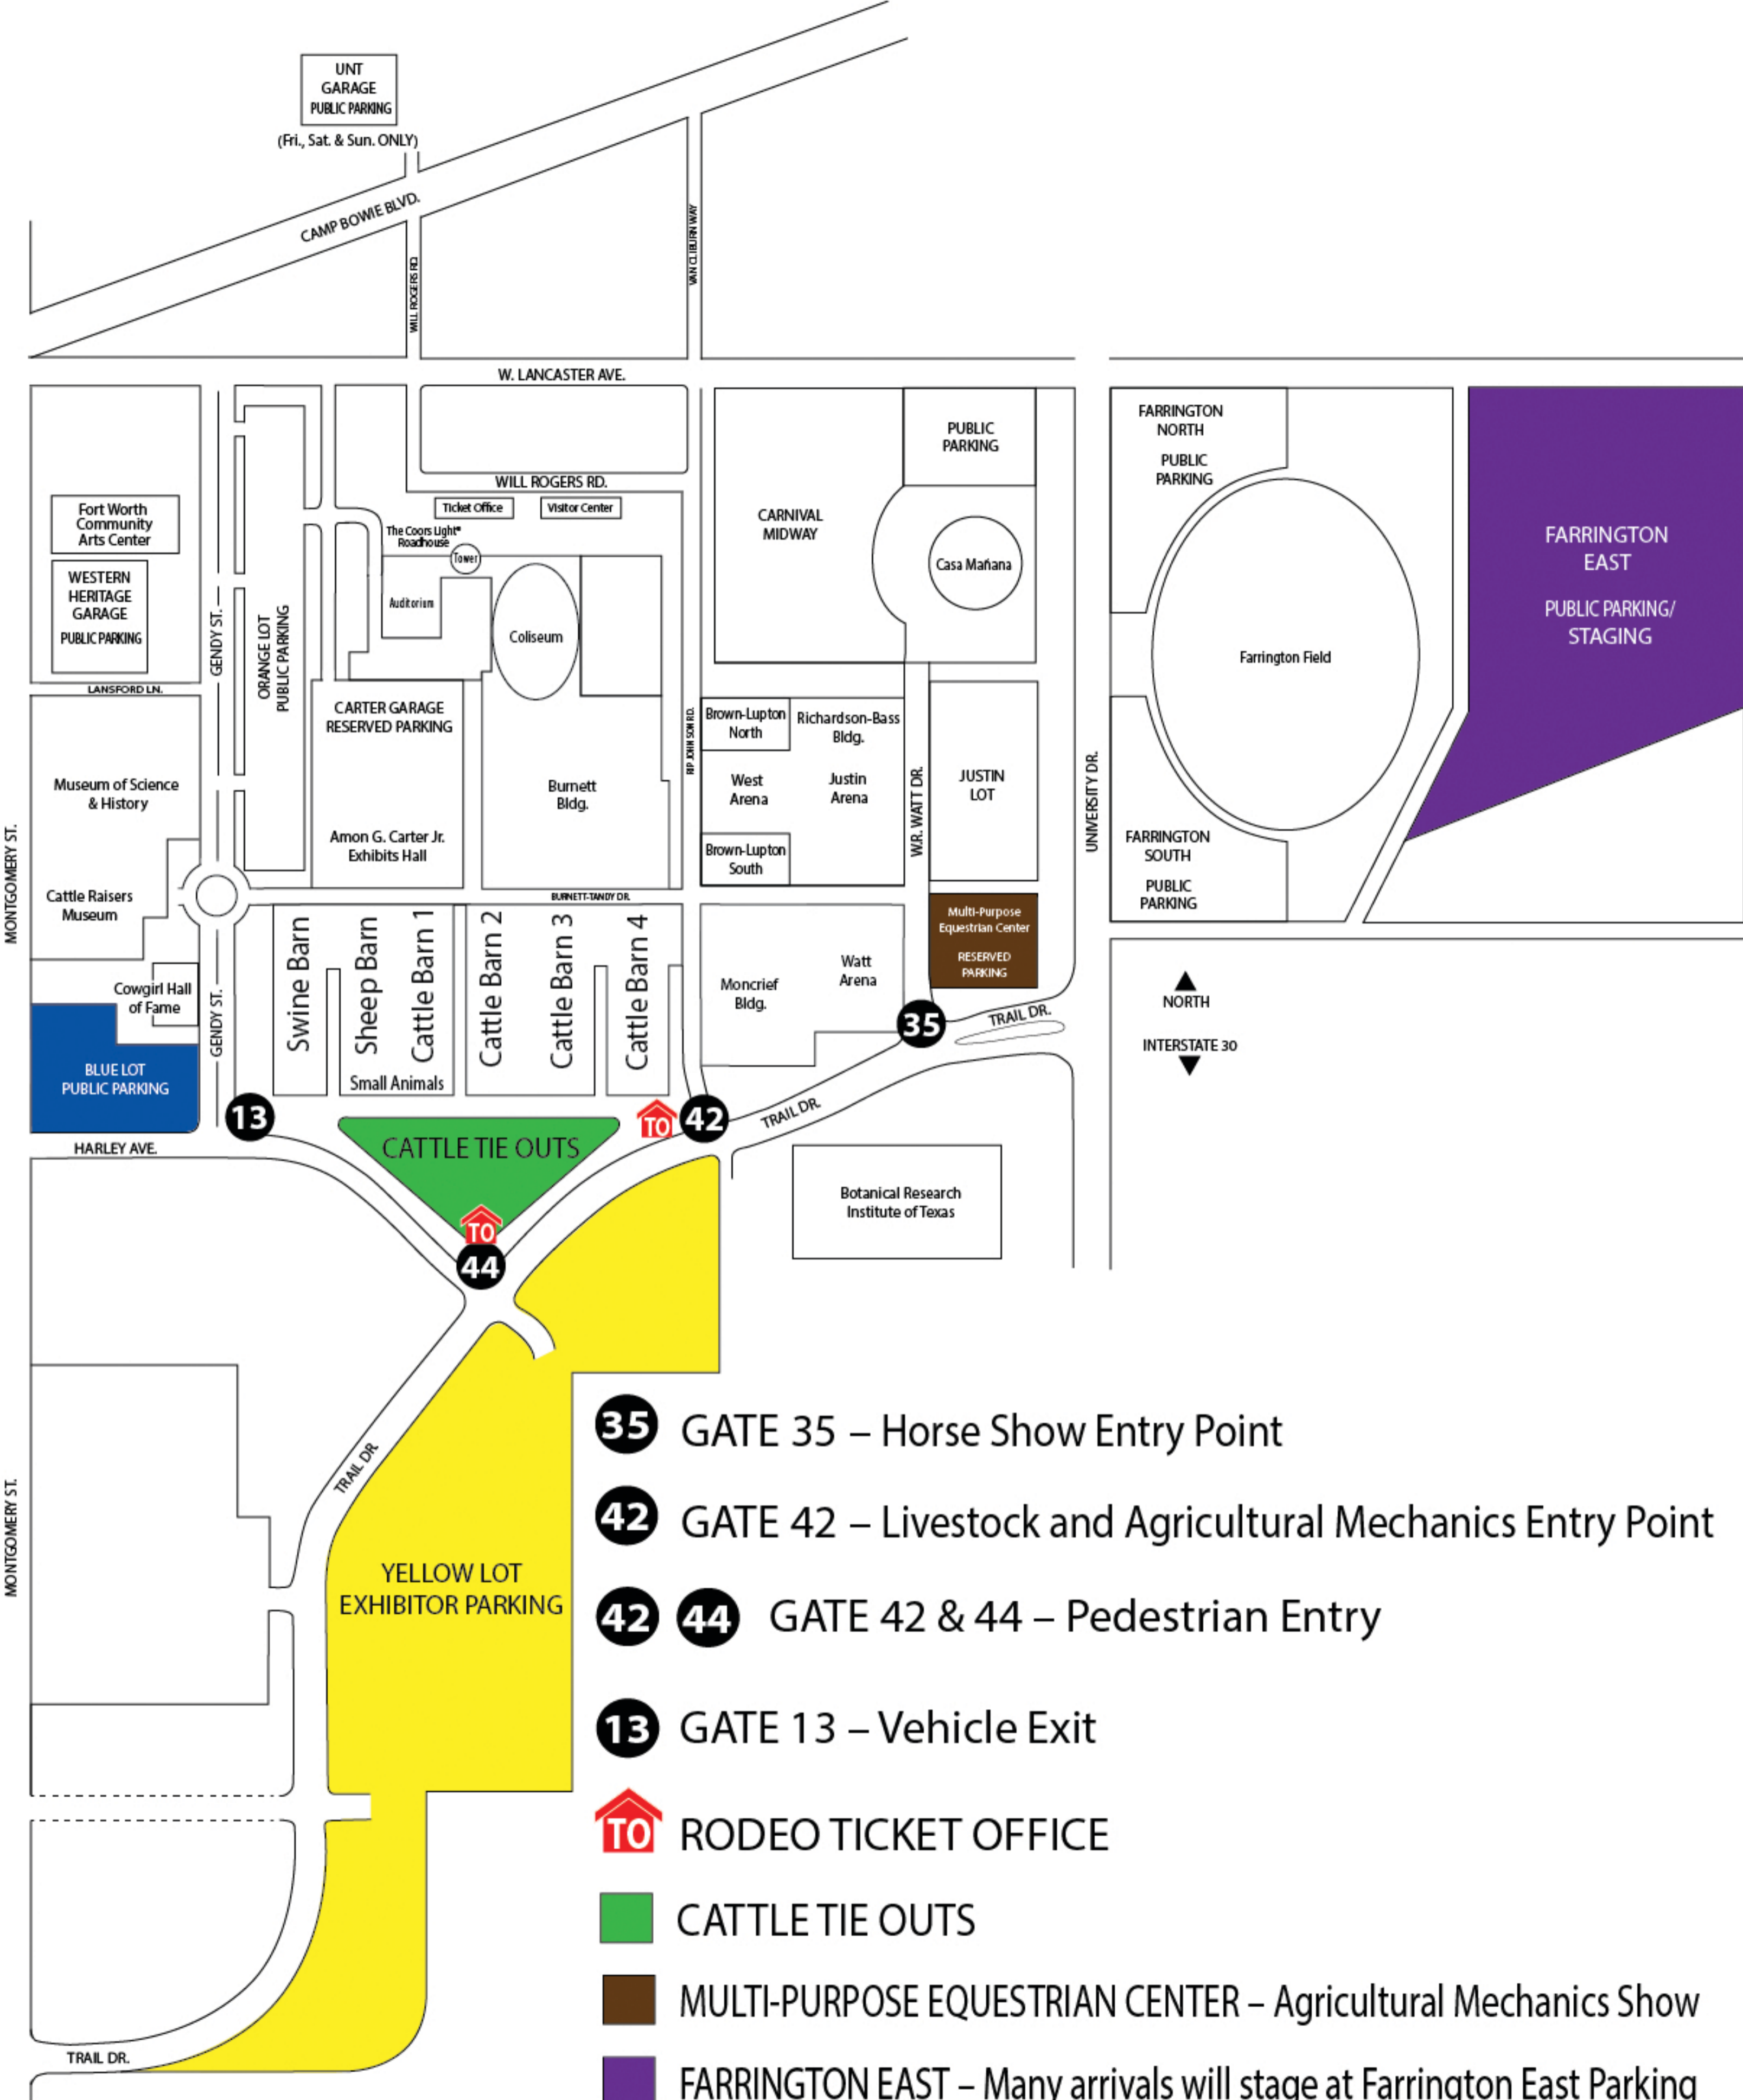 UNT
GARAGE
PUBLIC PARKING
(Fri., Sat. & Sun. ONLY)
CAMP BOWIE BLVD.
WILL ROGERS RD.
VAN CLIBURN WAY
W. LANCASTER AVE.
WILL ROGERS RD.
Ticket Office
Visitor Center
The Coors Light®
Roadhouse
Tower
Auditorium
Coliseum
Fort Worth
Community
Arts Center
WESTERN
HERITAGE
GARAGE
PUBLIC PARKING
GENDY ST.
ORANGE LOT
PUBLIC PARKING
LANSFORD LN.
CARTER GARAGE
RESERVED PARKING
Amon G. Carter Jr.
Exhibits Hall
Burnett
Bldg.
RIP JOHNSON RD.
CARNIVAL
MIDWAY
PUBLIC
PARKING
Casa Mañana
Brown-Lupton
North
Richardson-Bass
Bldg.
West
Arena
Justin
Arena
Brown-Lupton
South
W.R. WATT DR.
JUSTIN
LOT
UNIVERSITY DR.
FARRINGTON
NORTH
PUBLIC
PARKING
Farrington Field
FARRINGTON
SOUTH
PUBLIC
PARKING
FARRINGTON
EAST
PUBLIC PARKING/
STAGING
Museum of Science
& History
MONTGOMERY ST.
Cattle Raisers
Museum
BURNETT-TANDY DR.
Swine Barn
Sheep Barn
Cattle Barn 1
Cattle Barn 2
Cattle Barn 3
Cattle Barn 4
Small Animals
Moncrief
Bldg.
Watt
Arena
Multi-Purpose
Equestrian Center
RESERVED
PARKING
Cowgirl Hall
of Fame
GENDY ST.
BLUE LOT
PUBLIC PARKING
35
TRAIL DR.
NORTH
INTERSTATE 30
13
HARLEY AVE.
CATTLE TIE OUTS
TO
42
TRAIL DR.
TO
44
Botanical Research
Institute of Texas
TRAIL DR.
MONTGOMERY ST.
YELLOW LOT
EXHIBITOR PARKING
TRAIL DR.
35 GATE 35 – Horse Show Entry Point
42 GATE 42 – Livestock and Agricultural Mechanics Entry Point
42 44 GATE 42 & 44 – Pedestrian Entry
13 GATE 13 – Vehicle Exit
TO RODEO TICKET OFFICE
CATTLE TIE OUTS
MULTI-PURPOSE EQUESTRIAN CENTER – Agricultural Mechanics Show
FARRINGTON EAST – Many arrivals will stage at Farrington East Parking